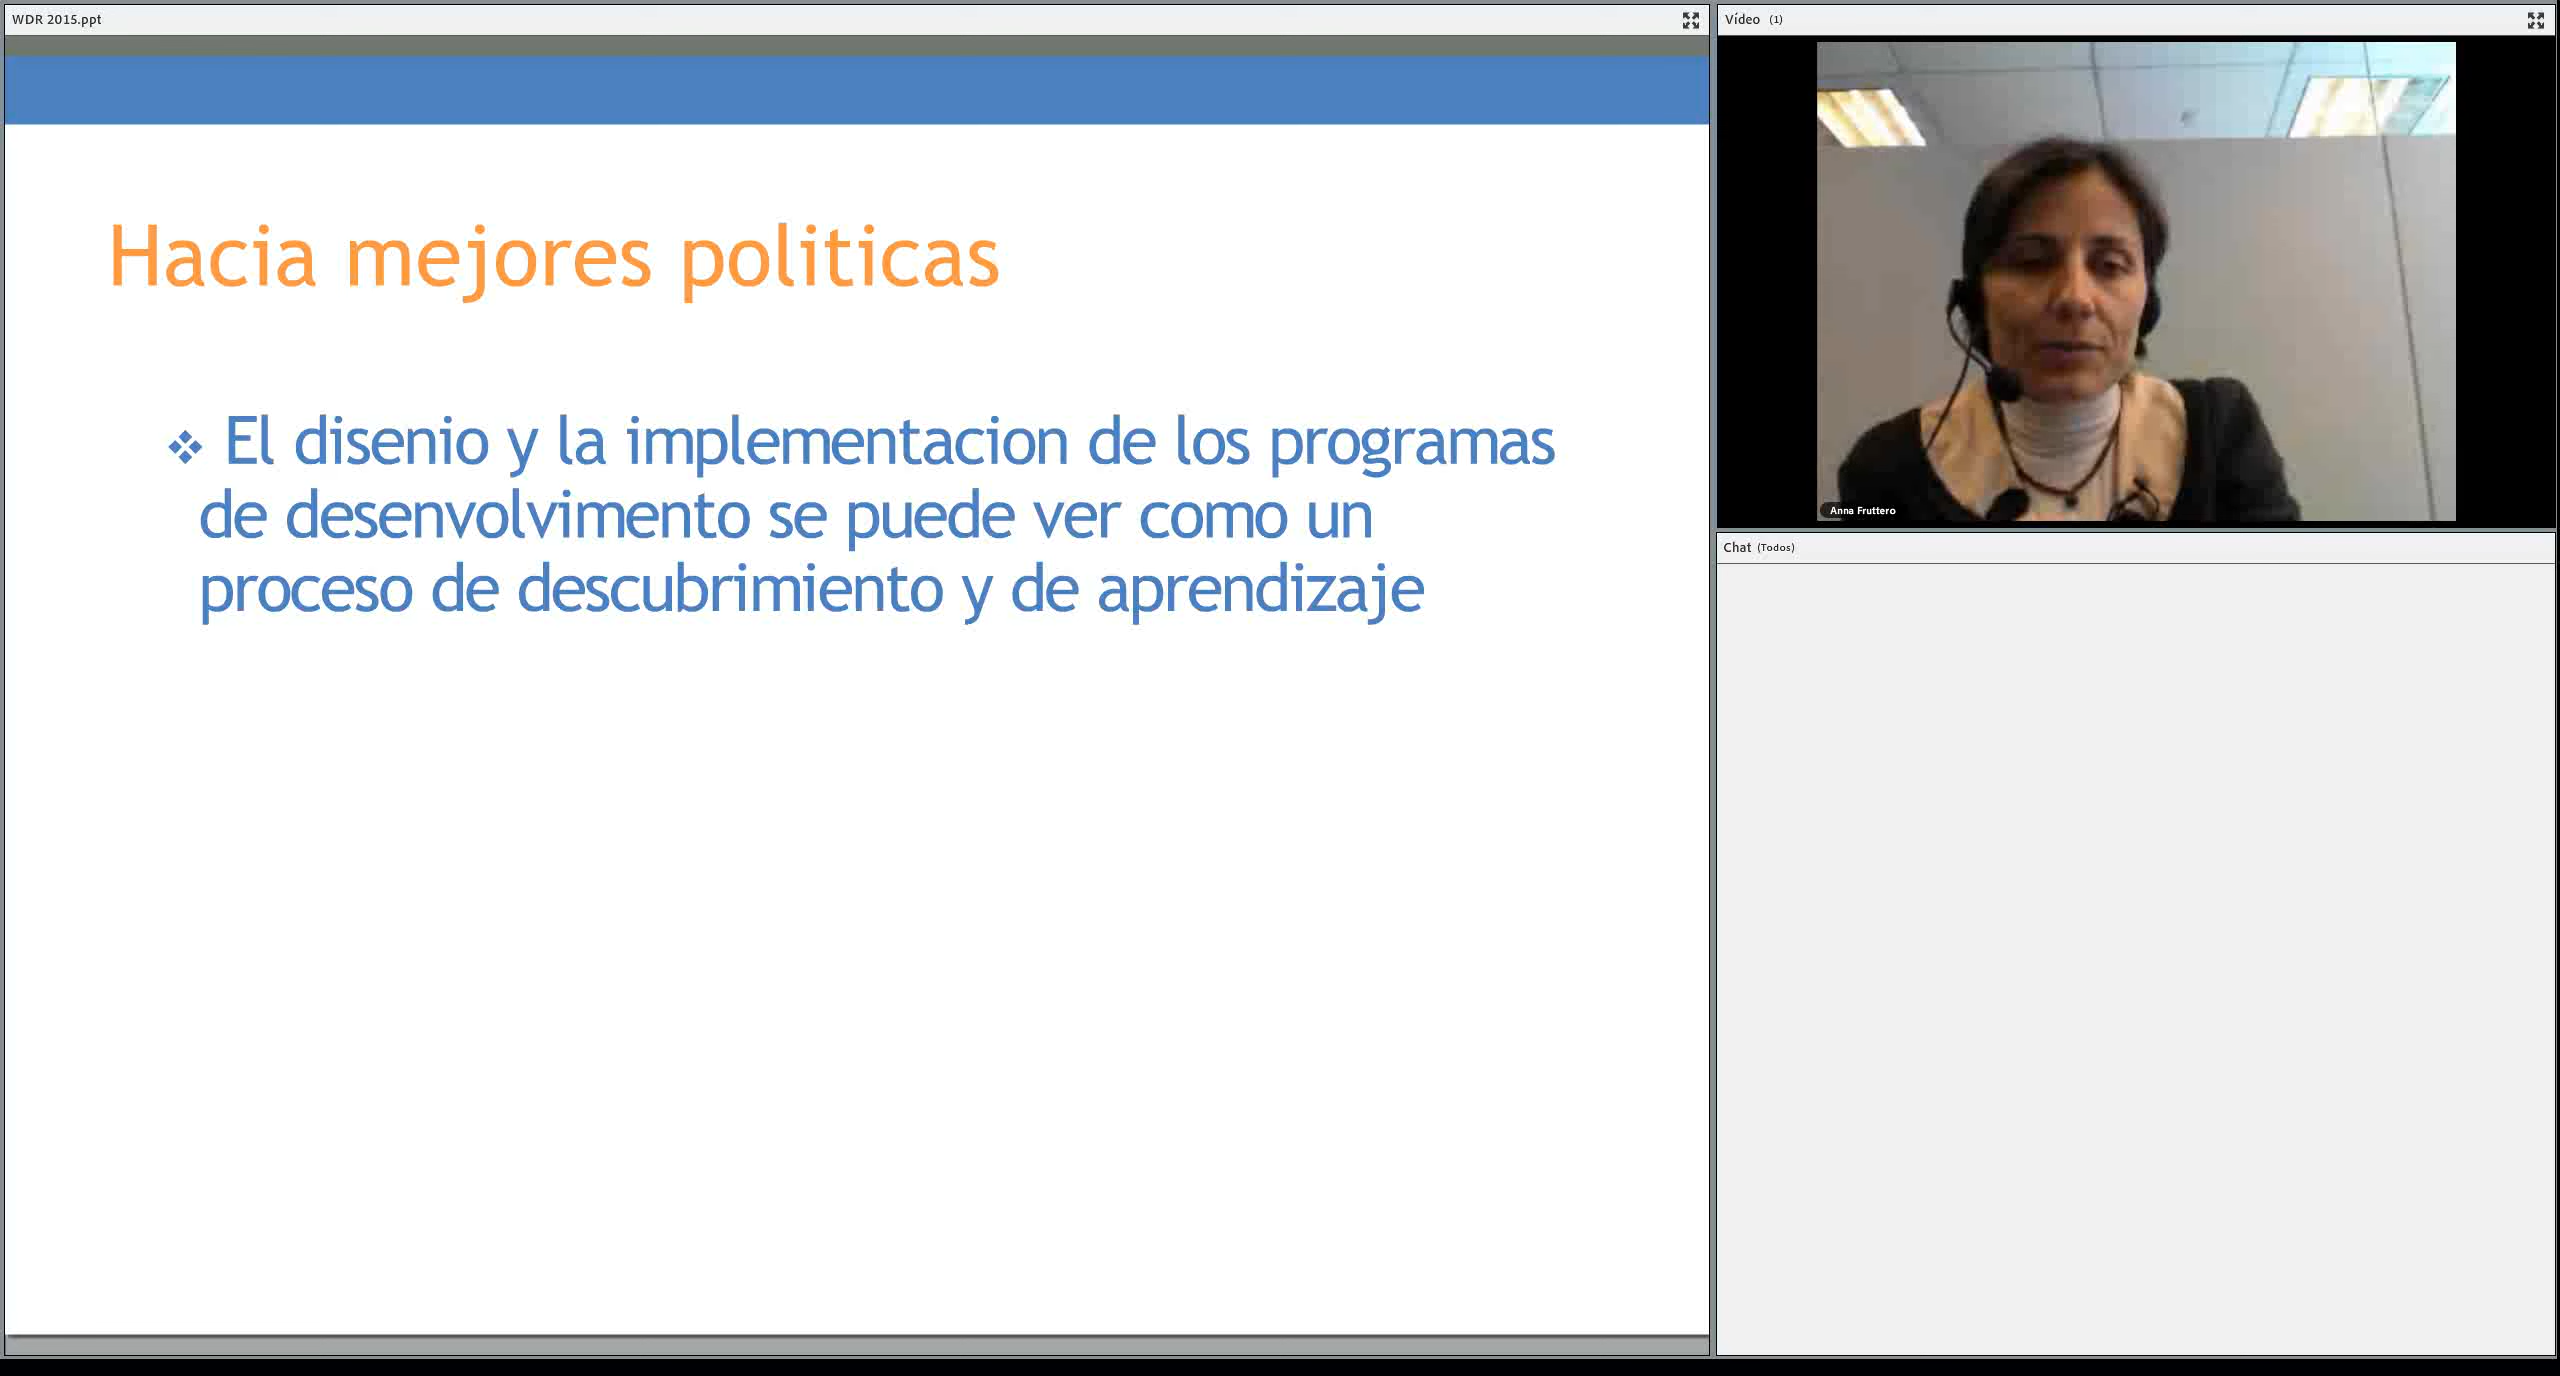 WDR 2015.ppt
Hacia mejores politicas
❖ El disenio y la implementacion de los programas
de desenvolvimento se puede ver como un
proceso de descubrimiento y de aprendizaje
Vídeo (1)
Anna Fruttero
Chat (Todos)